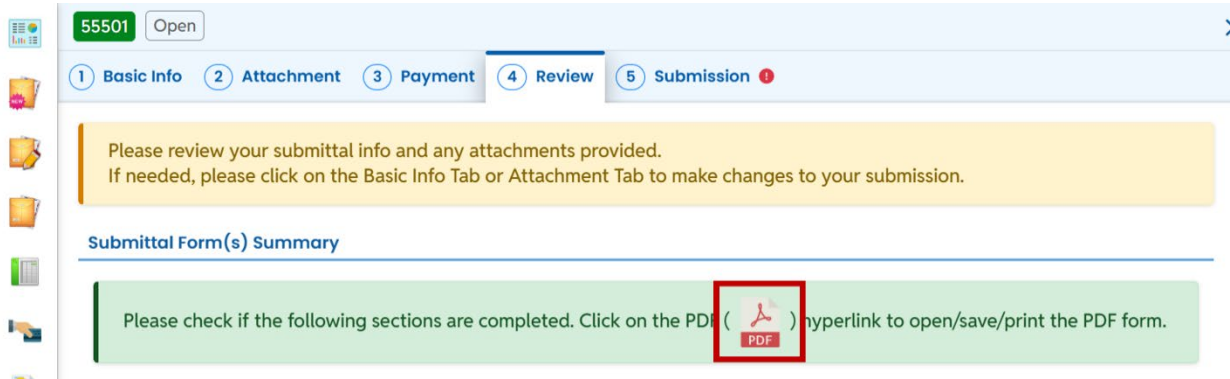 55501 Open
1 Basic Info 2 Attachment 3 Payment 4 Review 5 Submission
NEW
Please review your submittal info and any attachments provided.
If needed, please click on the Basic Info Tab or Attachment Tab to make changes to your submission.
Submittal Form(s) Summary
Please check if the following sections are completed. Click on the PDF ( PDF ) hyperlink to open/save/print the PDF form.